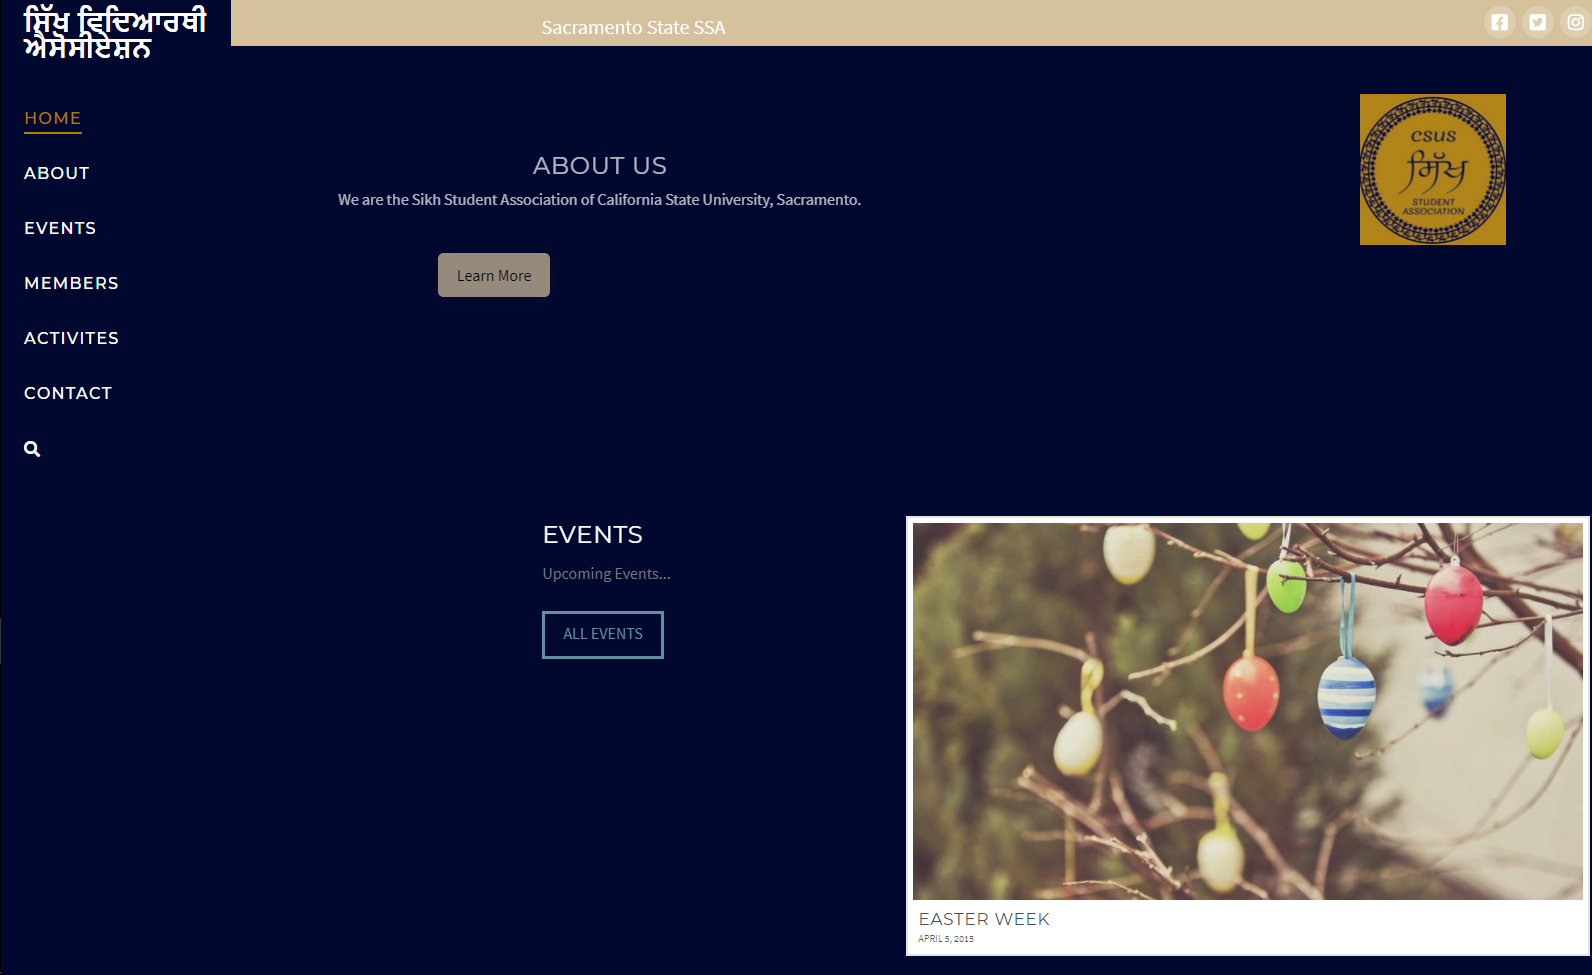 ਸਿੱਖ ਵਿਦਿਆਰਥੀ
ਐਸੋਸੀਏਸ਼ਨ
Sacramento State SSA
HOME
ABOUT
EVENTS
MEMBERS
ACTIVITES
CONTACT
ABOUT US
We are the Sikh Student Association of California State University, Sacramento.
Learn More
CSUS
ਸਿੱਖ
STUDENT
ASSOCIATION
EVENTS
Upcoming Events...
ALL EVENTS
EASTER WEEK
APRIL 5, 2015